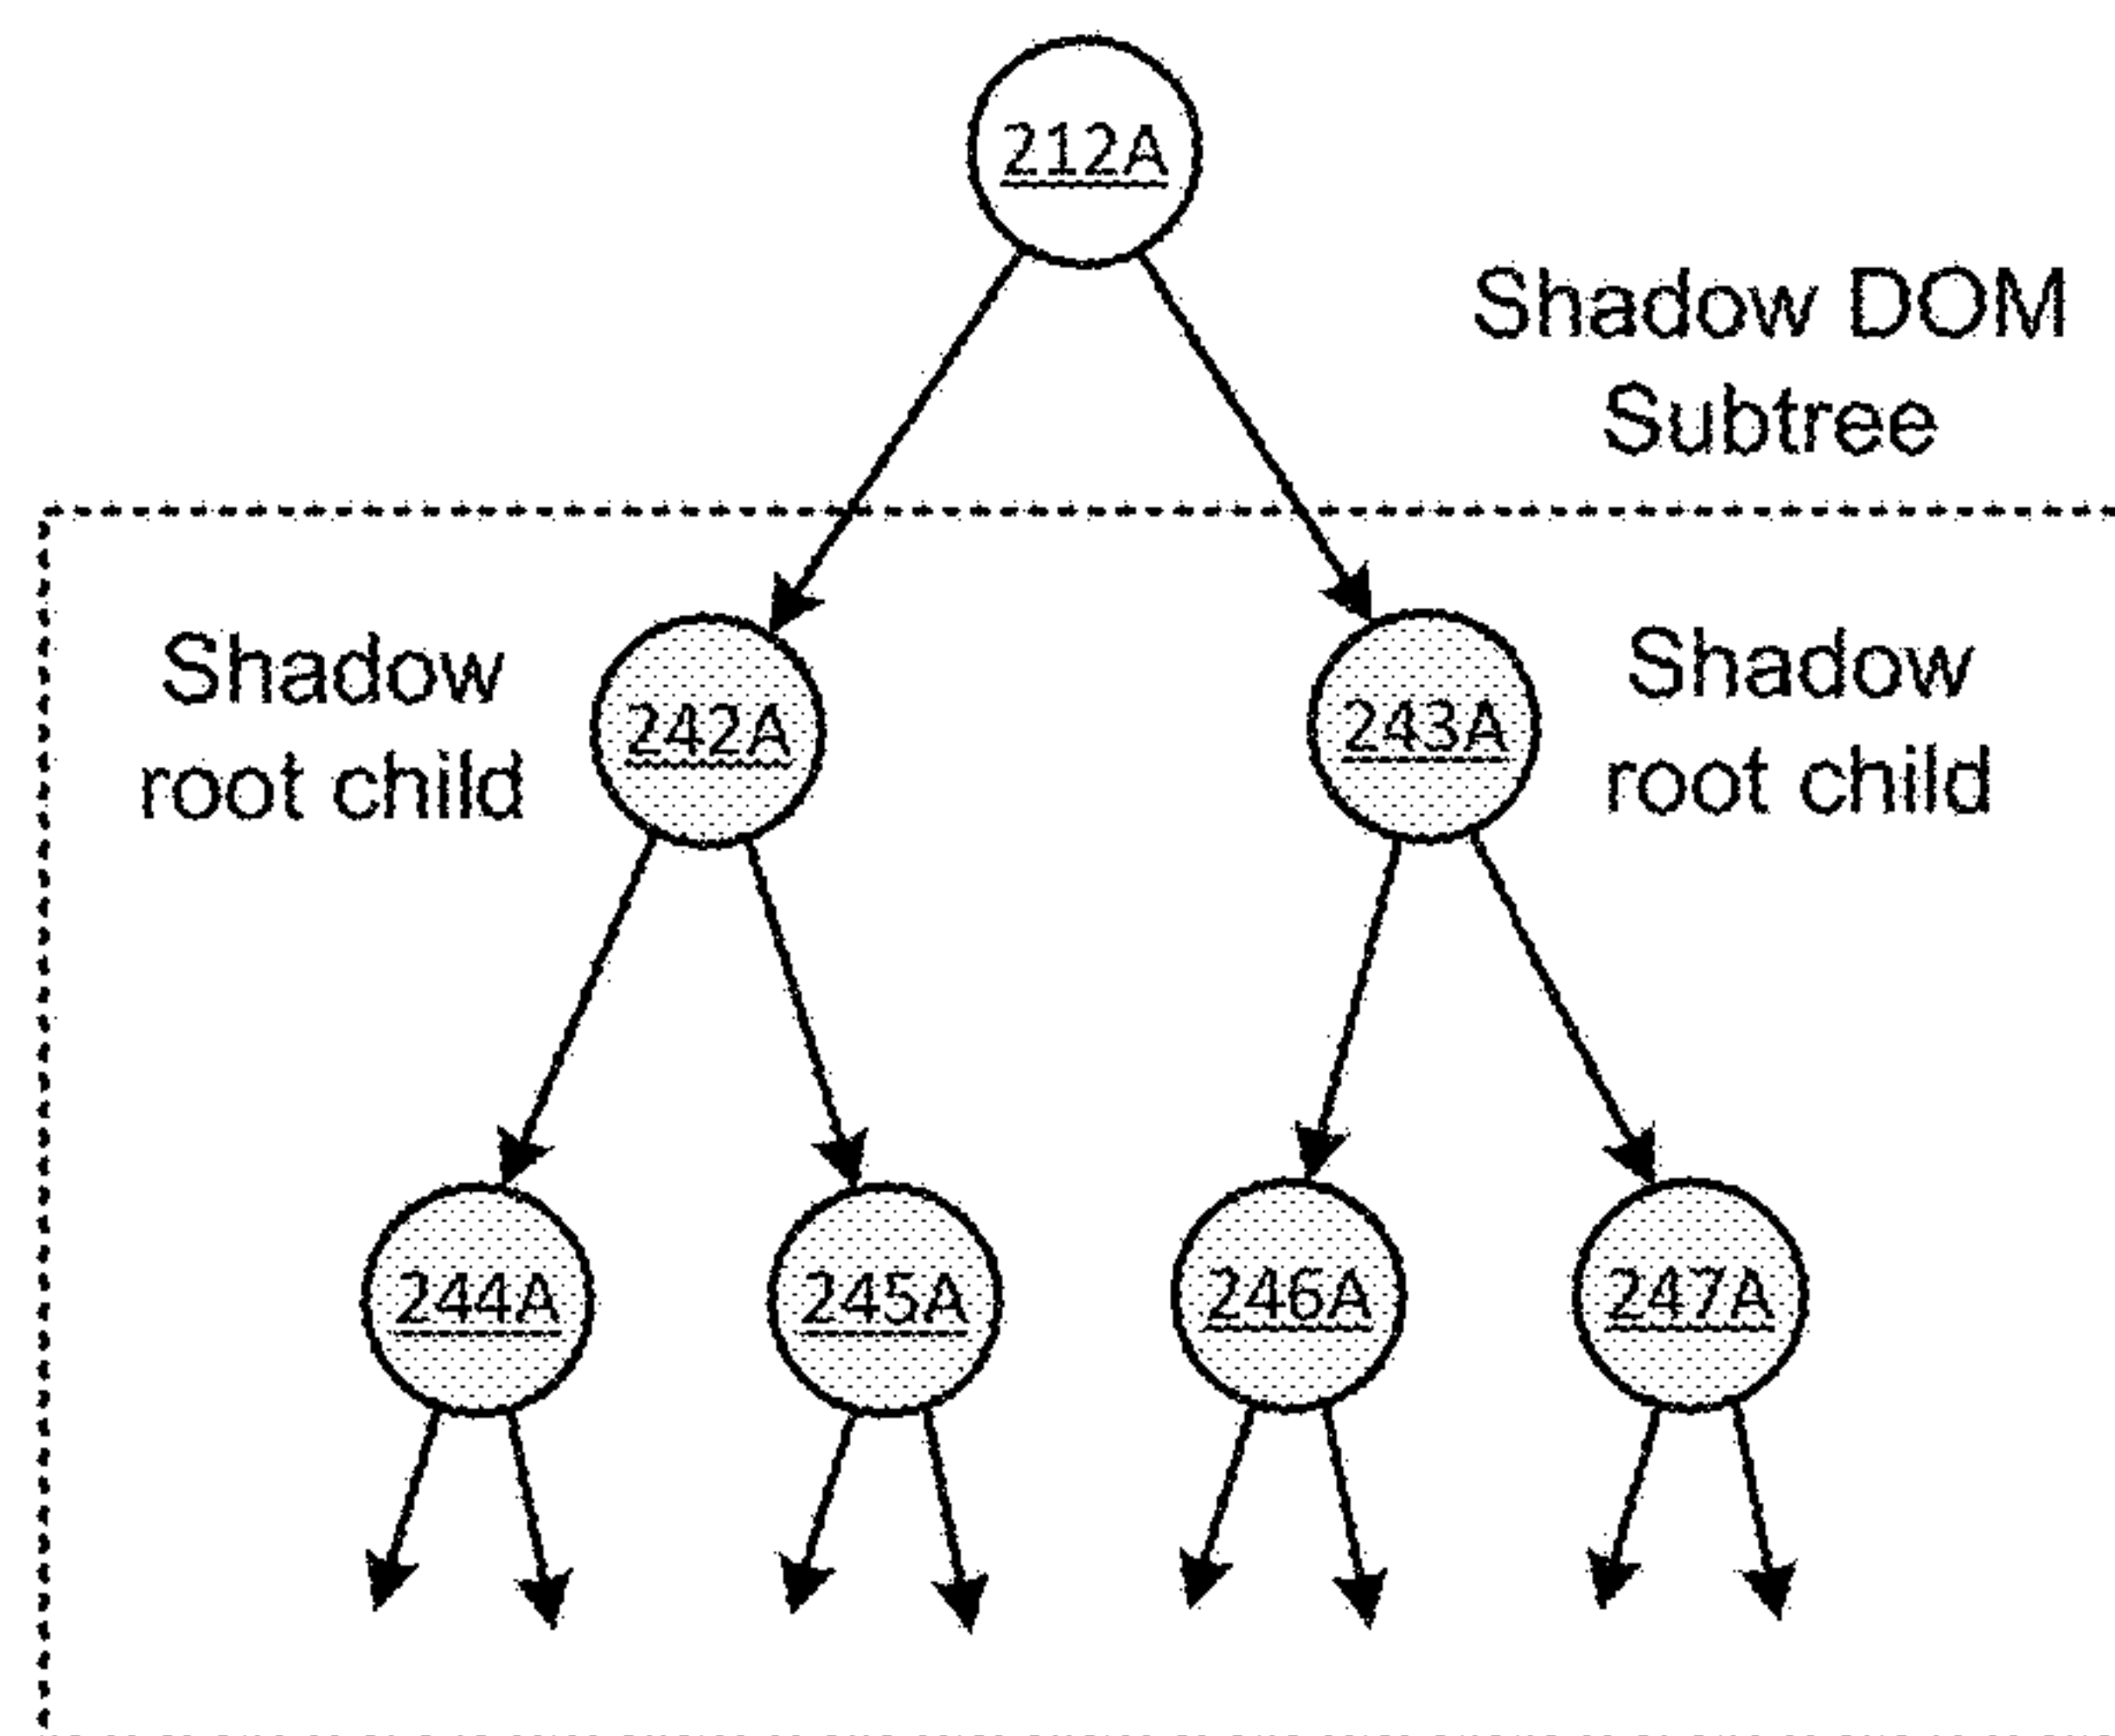 212A
Shadow DOM
Subtree
Shadow
root child
242A
243A
Shadow
root child
244A
245A
246A
247A